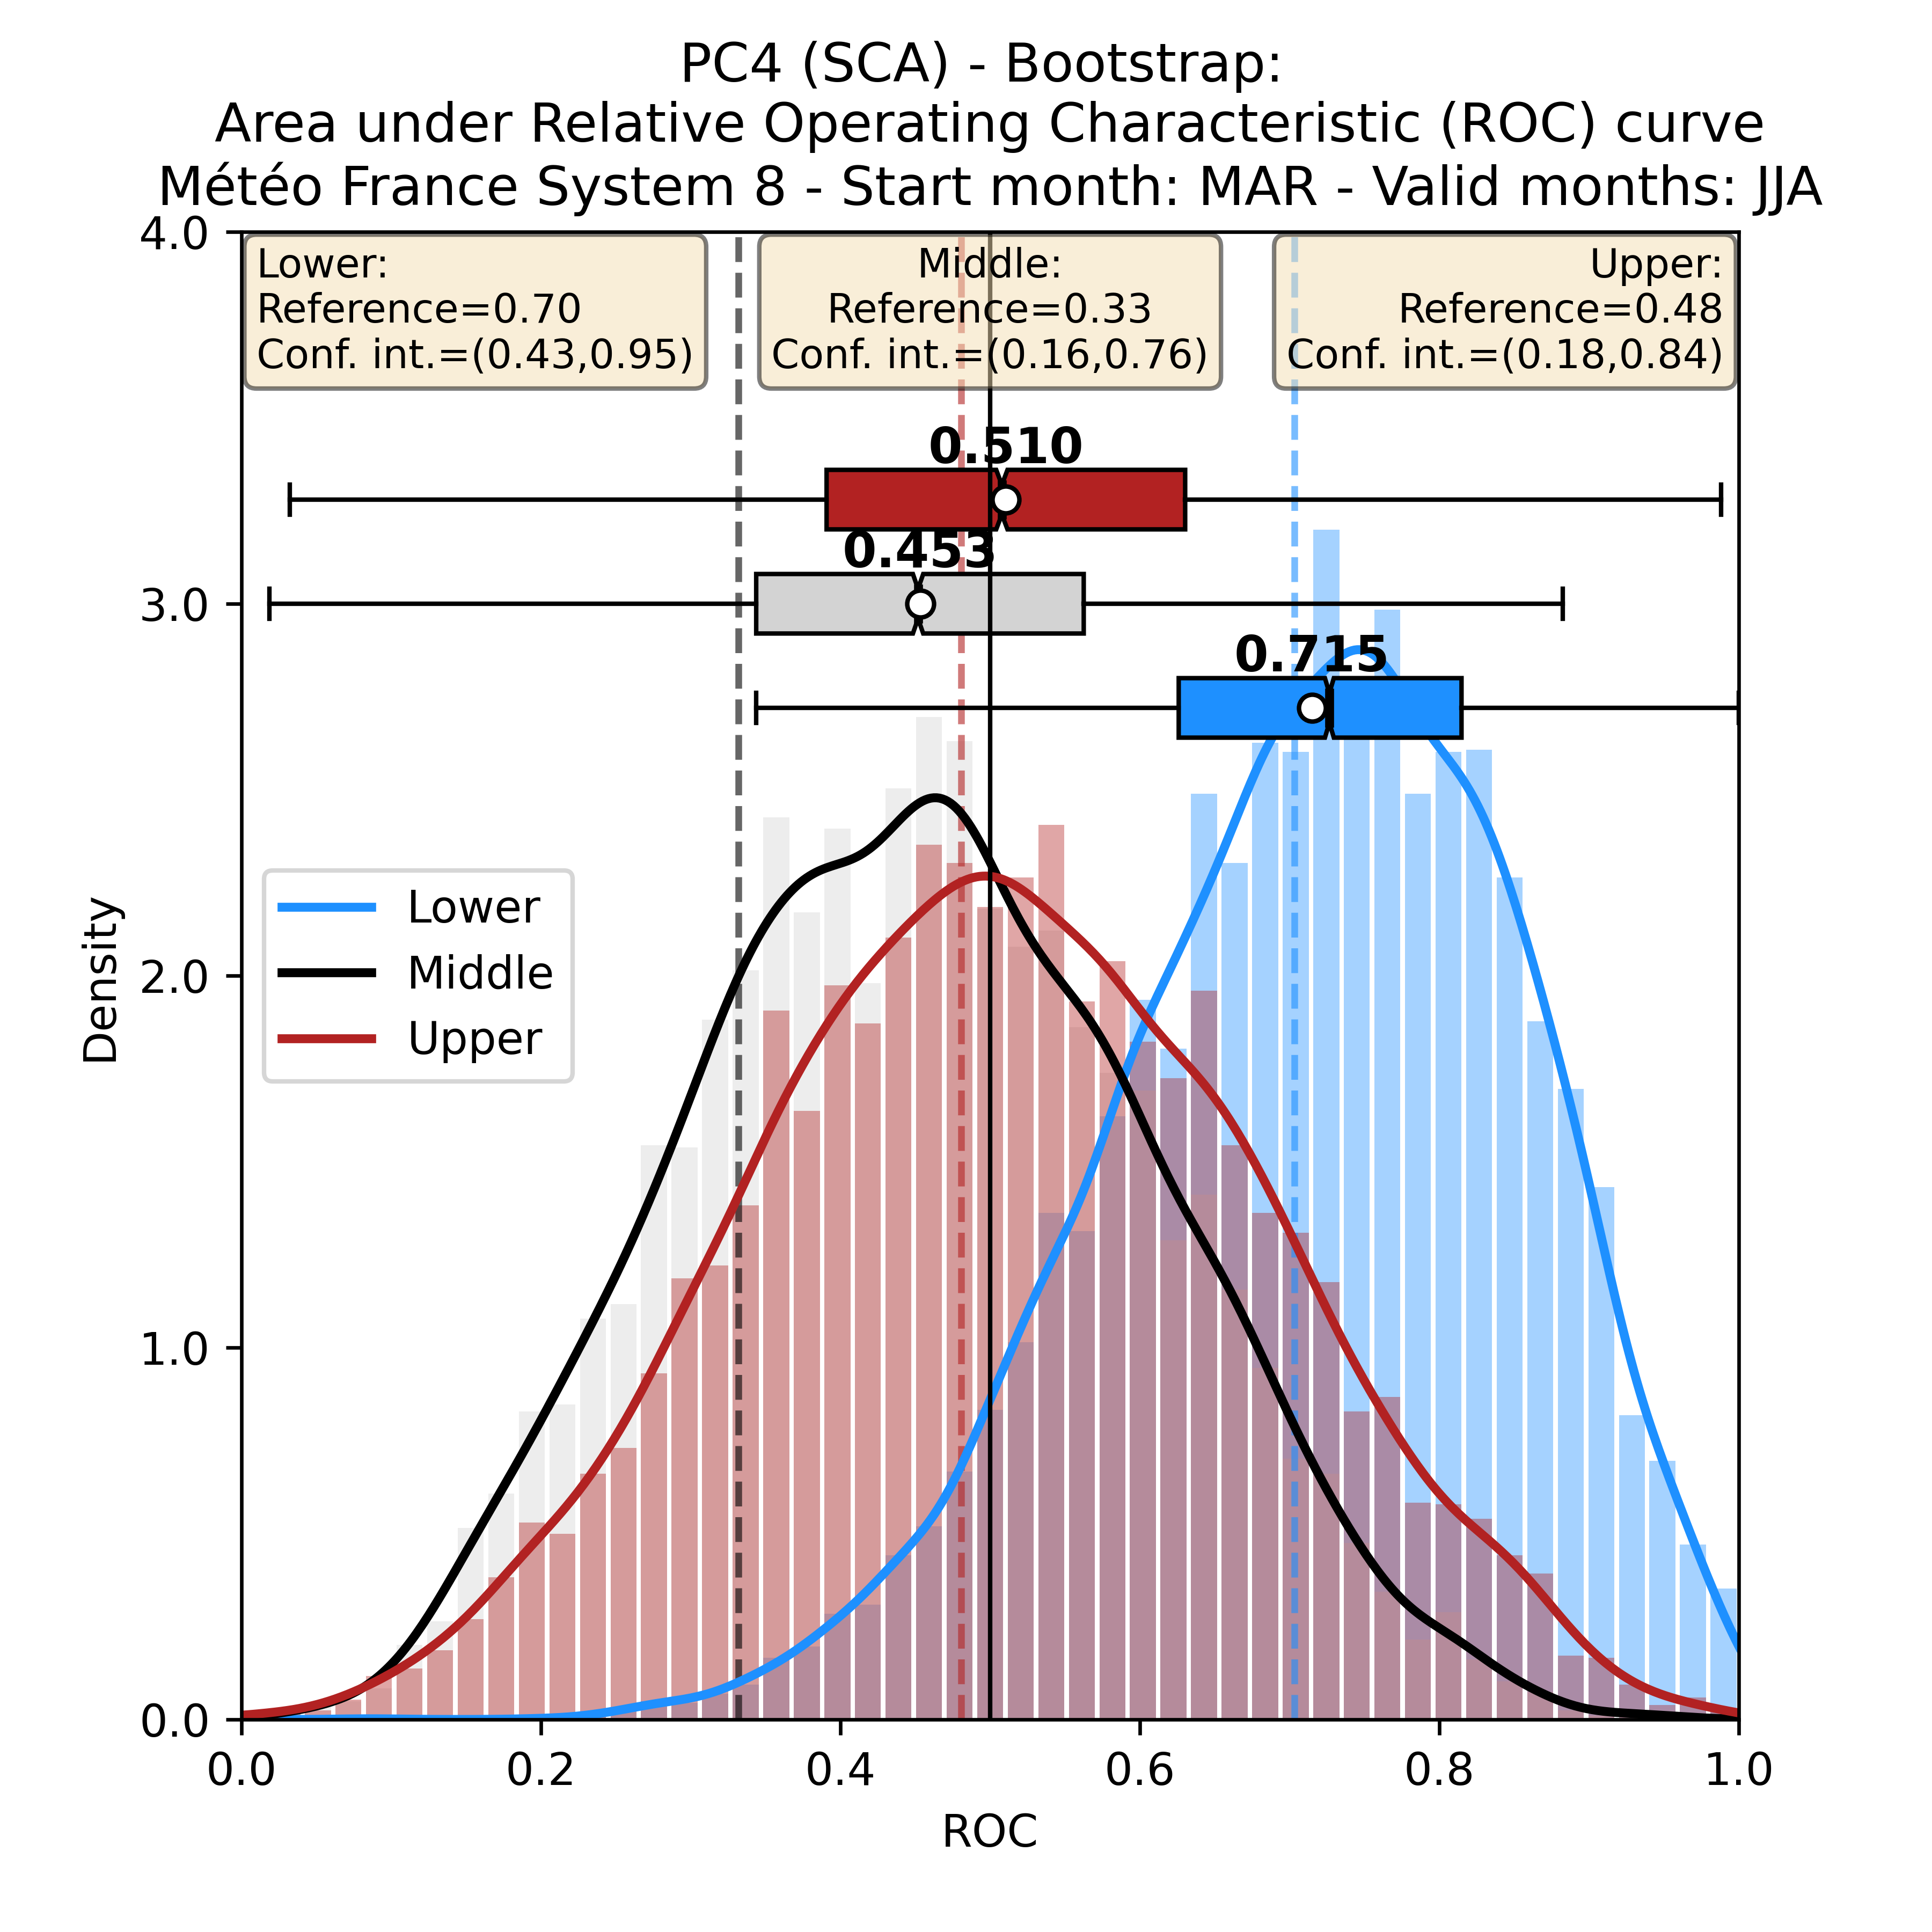 PC4 (SCA) - Bootstrap:
Area under Relative Operating Characteristic (ROC) curve
Météo France System 8 - Start month: MAR - Valid months: JJA
4.0
3.0
2.0
1.0
0.0
Density
Lower:
Reference=0.70
Conf. int.=(0.43,0.95)
Middle:
Reference=0.33
Conf. int.=(0.16,0.76)
Upper:
Reference=0.48
Conf. int.=(0.18,0.84)
0.510
0.453
0.715
Lower
Middle
Upper
0.0
0.2
0.4
0.6
0.8
1.0
ROC